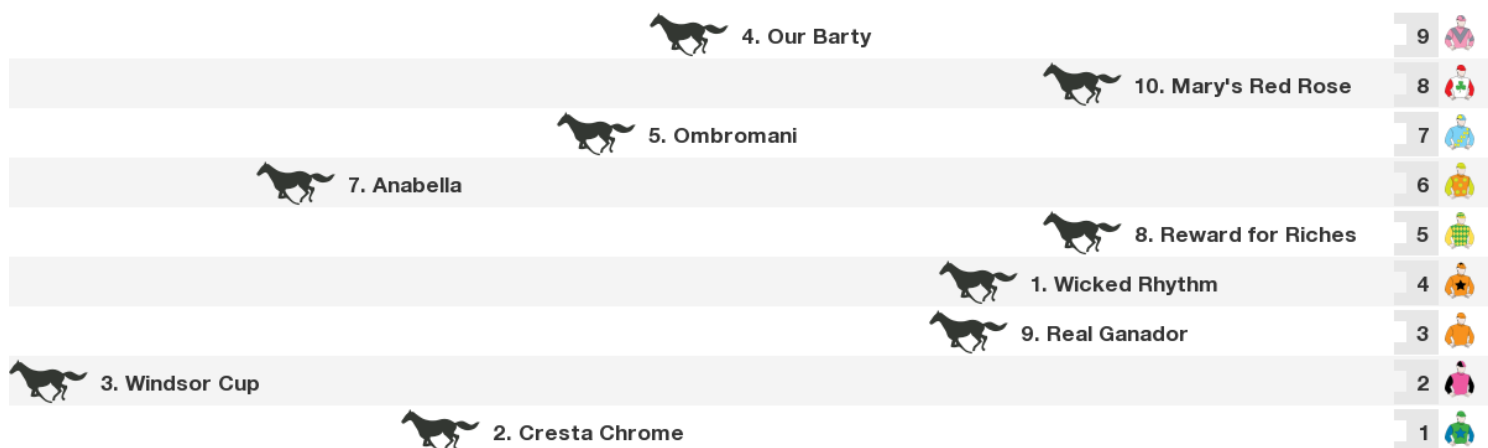 4. Our Barty 9
10. Mary's Red Rose 8
5. Ombromani 7
7. Anabella 6
8. Reward for Riches 5
1. Wicked Rhythm 4
9. Real Ganador 3
3. Windsor Cup 2
2. Cresta Chrome 1